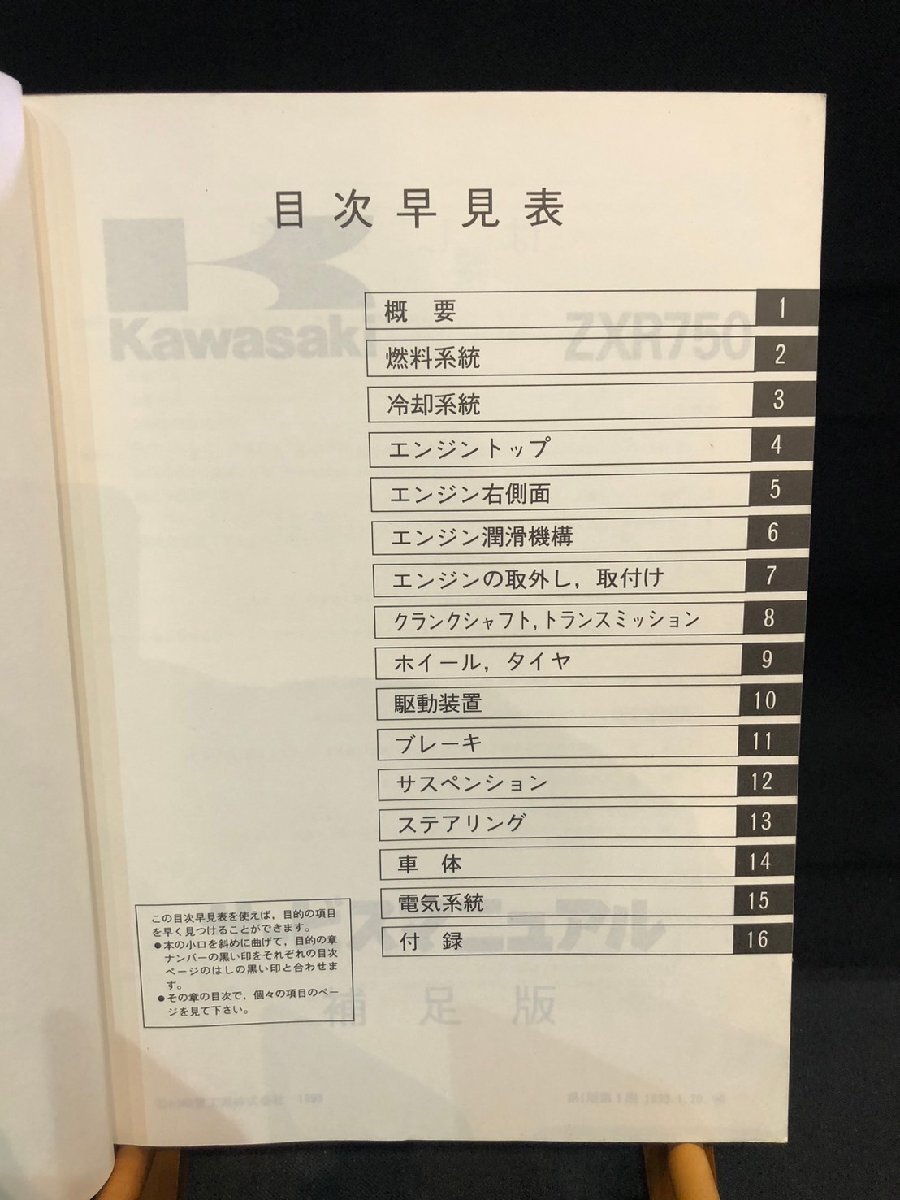 目次早見表
Kawasaki
ZXR750
概 要 1
燃料系統 2
冷却系統 3
エンジントップ 4
エンジン右側面 5
エンジン潤滑機構 6
エンジンの取外し，取付け 7
クランクシャフト，トランスミッション 8
ホイール，タイヤ 9
駆動装置 10
ブレーキ 11
サスペンション 12
ステアリング 13
車 体 14
電気系統 15
付 録 16
この目次早見表を使えば，目的の項目
を早く見つけることができます。
●本の小口を斜めに曲げて，目的の章
ナンバーの黒い印をそれぞれの目次
ページのはしの黒い印と合わせま
す。
●その章の目次で，個々の項目のペー
ジを見て下さい。
スマニュアル
補足版